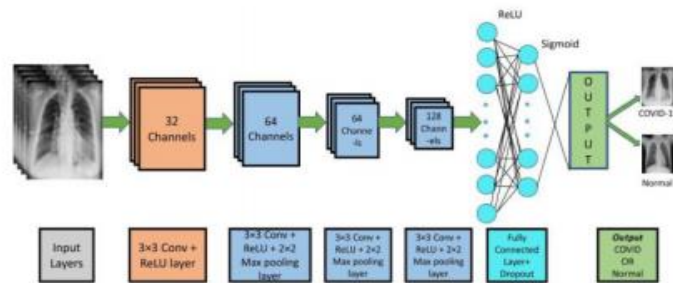 ReLU
Sigmoid
32
Channels
64
Channels
64
Channe
-ls
128
Chann
-els
O
U
T
P
U
T
COVID-1
Normal
Input
Layers
3×3 Conv +
ReLU layer
3×3 Conv +
ReLU + 2×2
Max pooling
layer
3×3 Conv +
ReLU + 2×2
Max pooling
layer
3×3 Conv +
ReLU + 2×2
Max pooling
layer
Fully
Connected
Layer+
Dropout
Output
COVID
OR
Normal